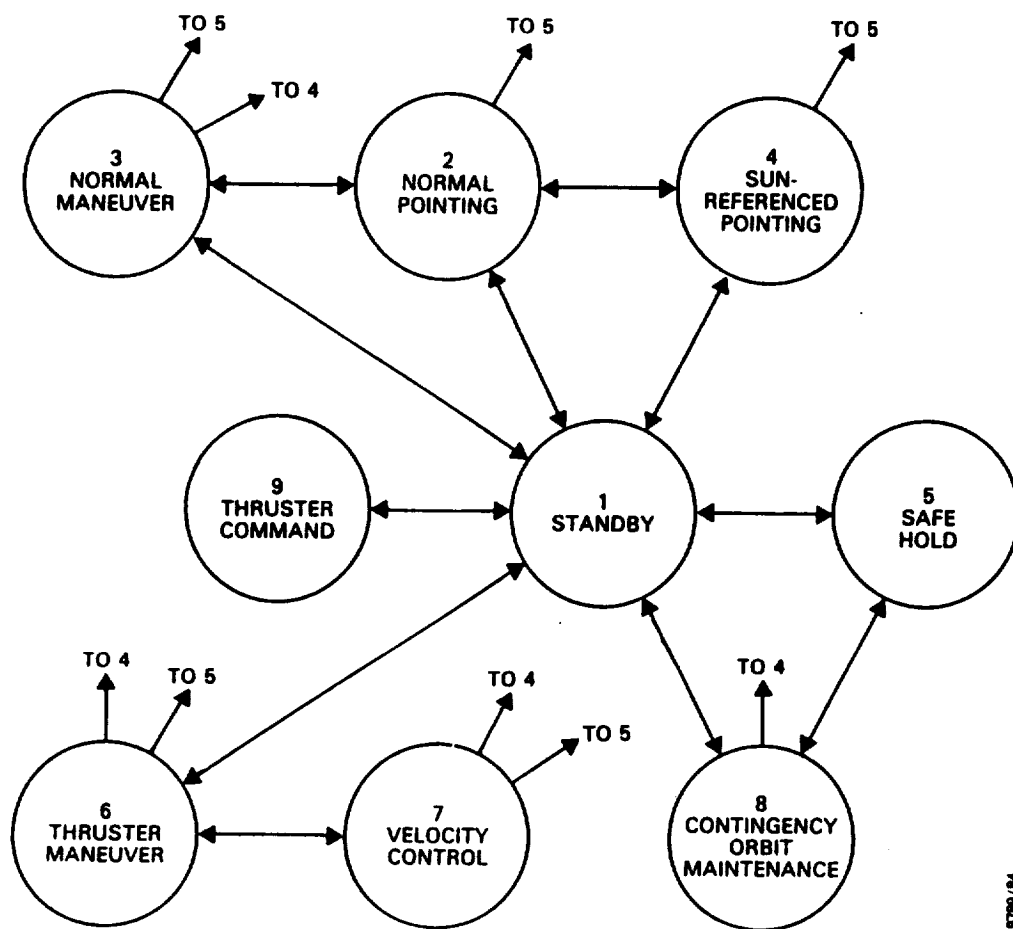 TO 5
TO 4
TO 5
TO 5
3
NORMAL
MANEUVER
2
NORMAL
POINTING
4
SUN-
REFERENCED
POINTING
9
THRUSTER
COMMAND
1
STANDBY
5
SAFE
HOLD
TO 4
TO 5
TO 4
TO 5
TO 4
6
THRUSTER
MANEUVER
7
VELOCITY
CONTROL
8
CONTINGENCY
ORBIT
MAINTENANCE